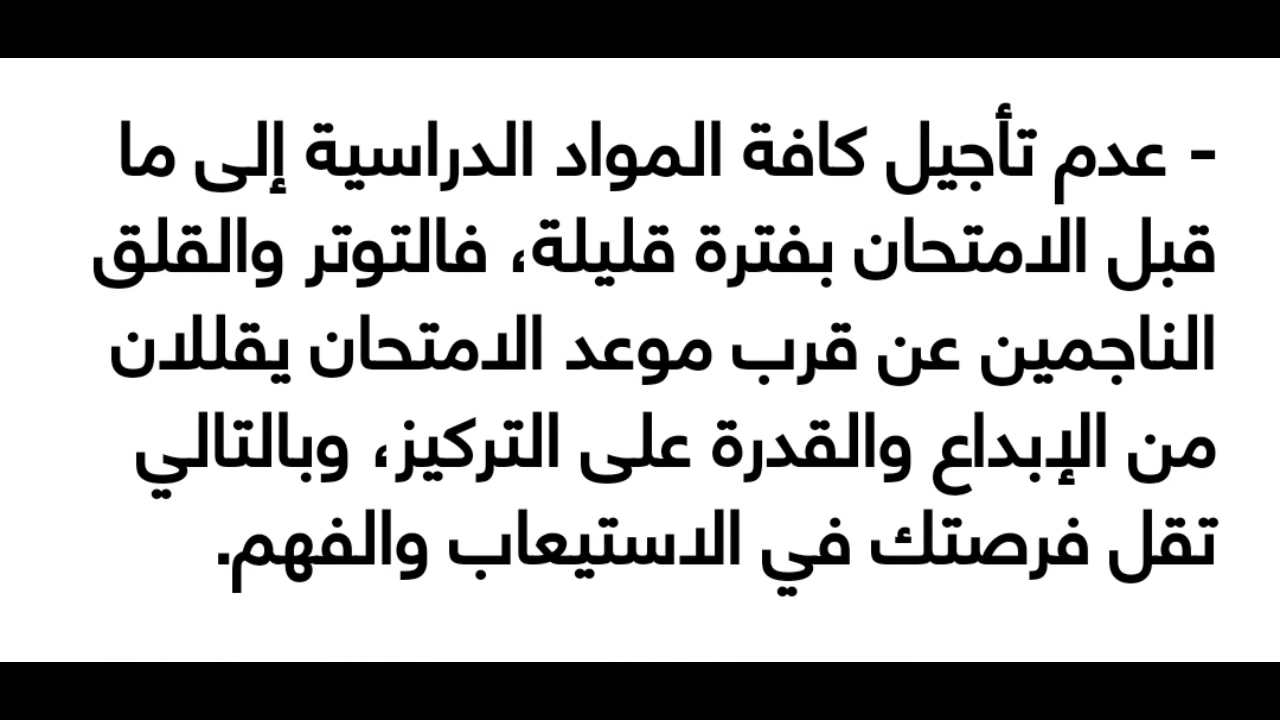 - عدم تأجيل كافة المواد الدراسية إلى ما
قبل الامتحان بفترة قليلة، فالتوتر والقلق
الناجمين عن قرب موعد الامتحان يقللان
من الإبداع والقدرة على التركيز، وبالتالي
تقل فرصتك في الاستيعاب والفهم.